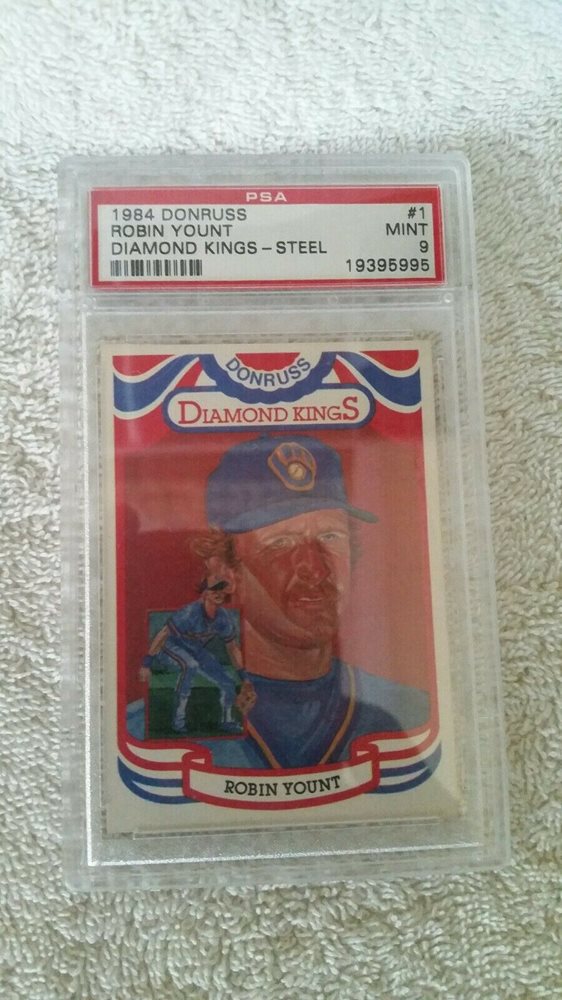 PSA
1984 DONRUSS #1
ROBIN YOUNT MINT
DIAMOND KINGS - STEEL 9
19395995
DONRUSS
DIAMOND KINGS
ROBIN YOUNT